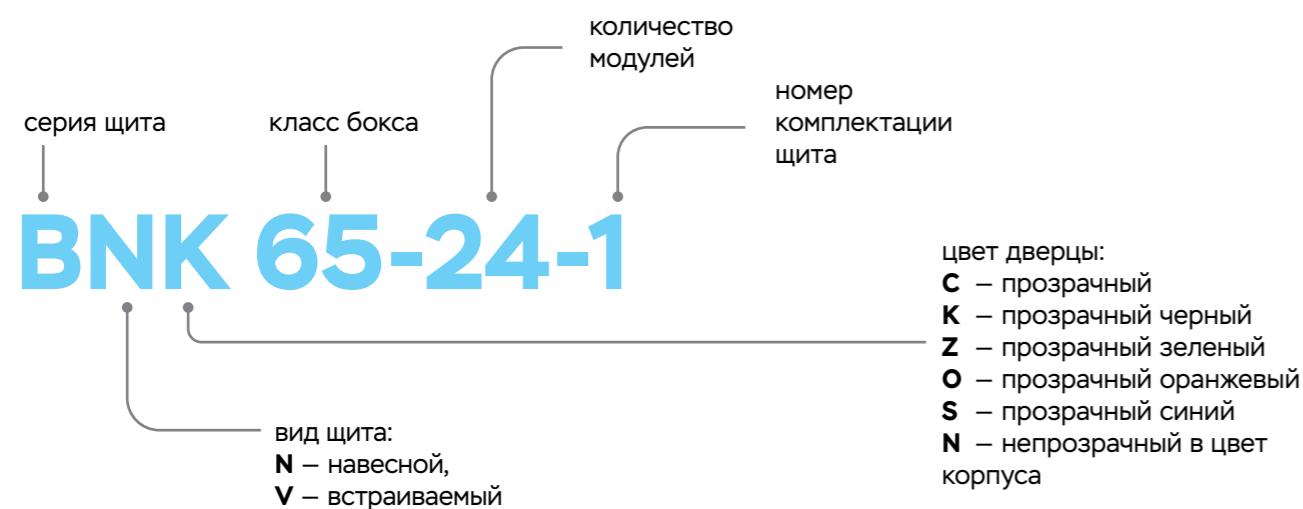 количество
модулей
номер
комплектации
щита
серия щита
класс бокса
BNK 65-24-1
цвет дверцы:
C – прозрачный
K – прозрачный черный
Z – прозрачный зеленый
O – прозрачный оранжевый
S – прозрачный синий
N – непрозрачный в цвет
корпуса
вид щита:
N – навесной,
V – встраиваемый